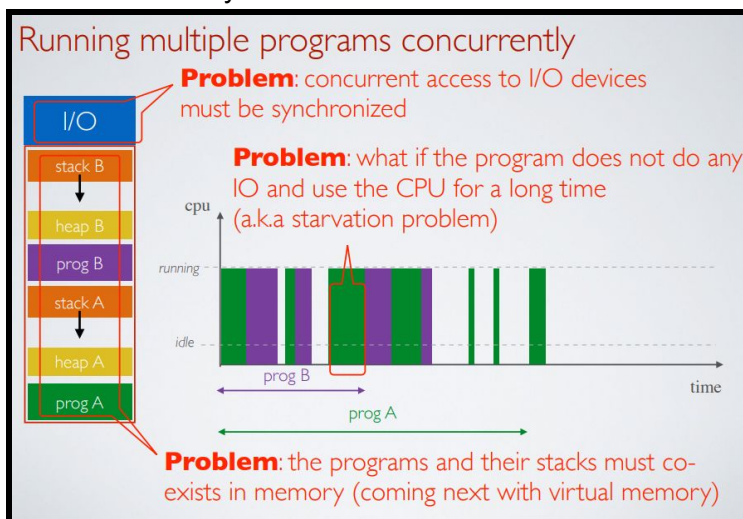 Running multiple programs concurrently
Problem: concurrent access to I/O devices
must be synchronized
I/O
stack B
heap B
prog B
stack A
heap A
prog A
Problem: what if the program does not do any
IO and use the CPU for a long time
(a.k.a starvation problem)
cpu
running
idle
prog B
time
prog A
Problem: the programs and their stacks must co-
exists in memory (coming next with virtual memory)